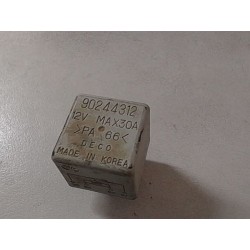 90244312
12V MAX30A
>PA 66<
DECO
MADE IN KOREA